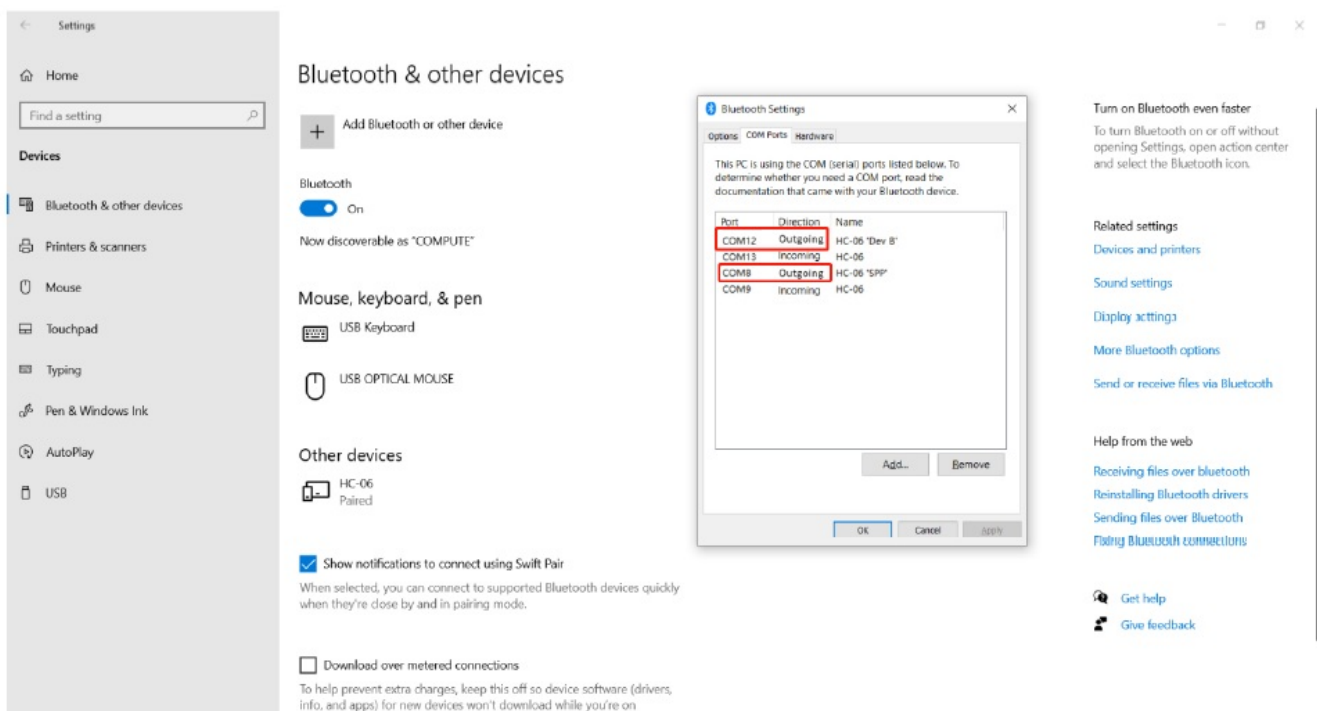 Settings
Home
Find a setting
Devices
Bluetooth & other devices
Printers & scanners
Mouse
Touchpad
Typing
Pen & Windows Ink
AutoPlay
USB
Bluetooth & other devices
Add Bluetooth or other device
Bluetooth
On
Now discoverable as "COMPUTE"
Mouse, keyboard, & pen
USB Keyboard
USB OPTICAL MOUSE
Other devices
HC-06
Paired
Show notifications to connect using Swift Pair
When selected, you can connect to supported Bluetooth devices quickly
when they're close by and in pairing mode.
Download over metered connections
To help prevent extra charges, keep this off so device software (drivers,
info, and apps) for new devices won't download while you're on
Bluetooth Settings
Options COM Ports Hardware
This PC is using the COM (serial) ports listed below. To
determine whether you need a COM port, read the
documentation that came with your Bluetooth device.
Port Direction Name
COM12 Outgoing HC-06 'Dev B'
COM13 Incoming HC-06
COM8 Outgoing HC-06 'SPP'
COM9 Incoming HC-06
Add... Remove
OK Cancel Apply
Turn on Bluetooth even faster
To turn Bluetooth on or off without
opening Settings, open action center
and select the Bluetooth icon.
Related settings
Devices and printers
Sound settings
Display settings
More Bluetooth options
Send or receive files via Bluetooth
Help from the web
Receiving files over bluetooth
Reinstalling Bluetooth drivers
Sending files over Bluetooth
Fixing Bluetooth connections
Get help
Give feedback